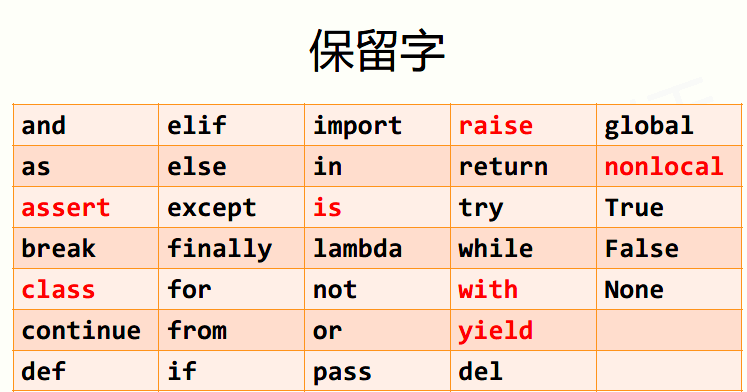 保留字
and elif import raise global
as else in return nonlocal
assert except is try True
break finally lambda while False
class for not with None
continue from or yield
def if pass del